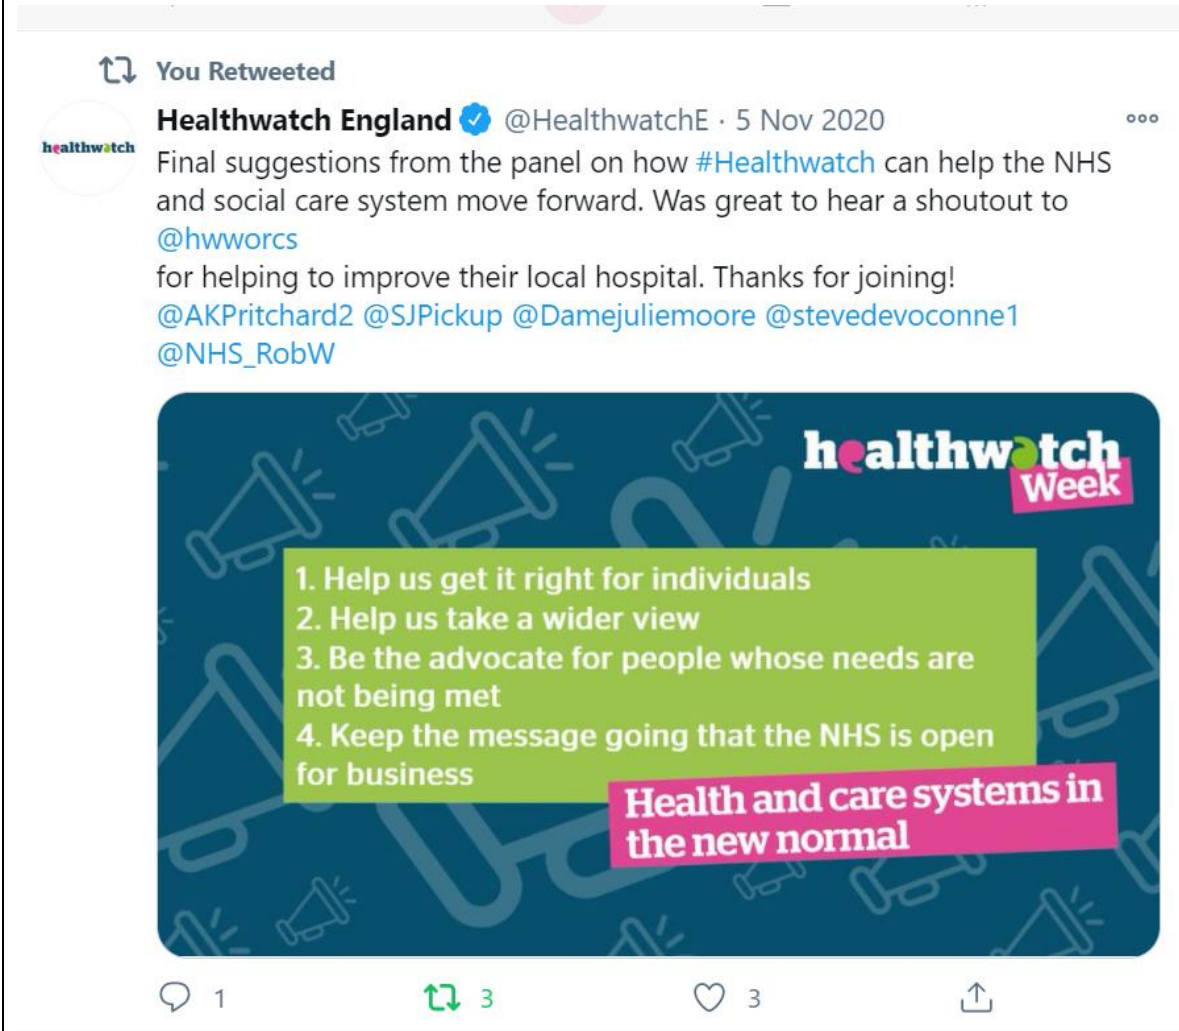 You Retweeted
healthwatch
Healthwatch England @HealthwatchE · 5 Nov 2020
Final suggestions from the panel on how #Healthwatch can help the NHS
and social care system move forward. Was great to hear a shoutout to
@hwworcs
for helping to improve their local hospital. Thanks for joining!
@AKPritchard2 @SJPickup @Damejuliemoore @stevedevoconne1
@NHS_RobW
healthwatch
Week
1. Help us get it right for individuals
2. Help us take a wider view
3. Be the advocate for people whose needs are
not being met
4. Keep the message going that the NHS is open
for business
Health and care systems in
the new normal
1 3 3